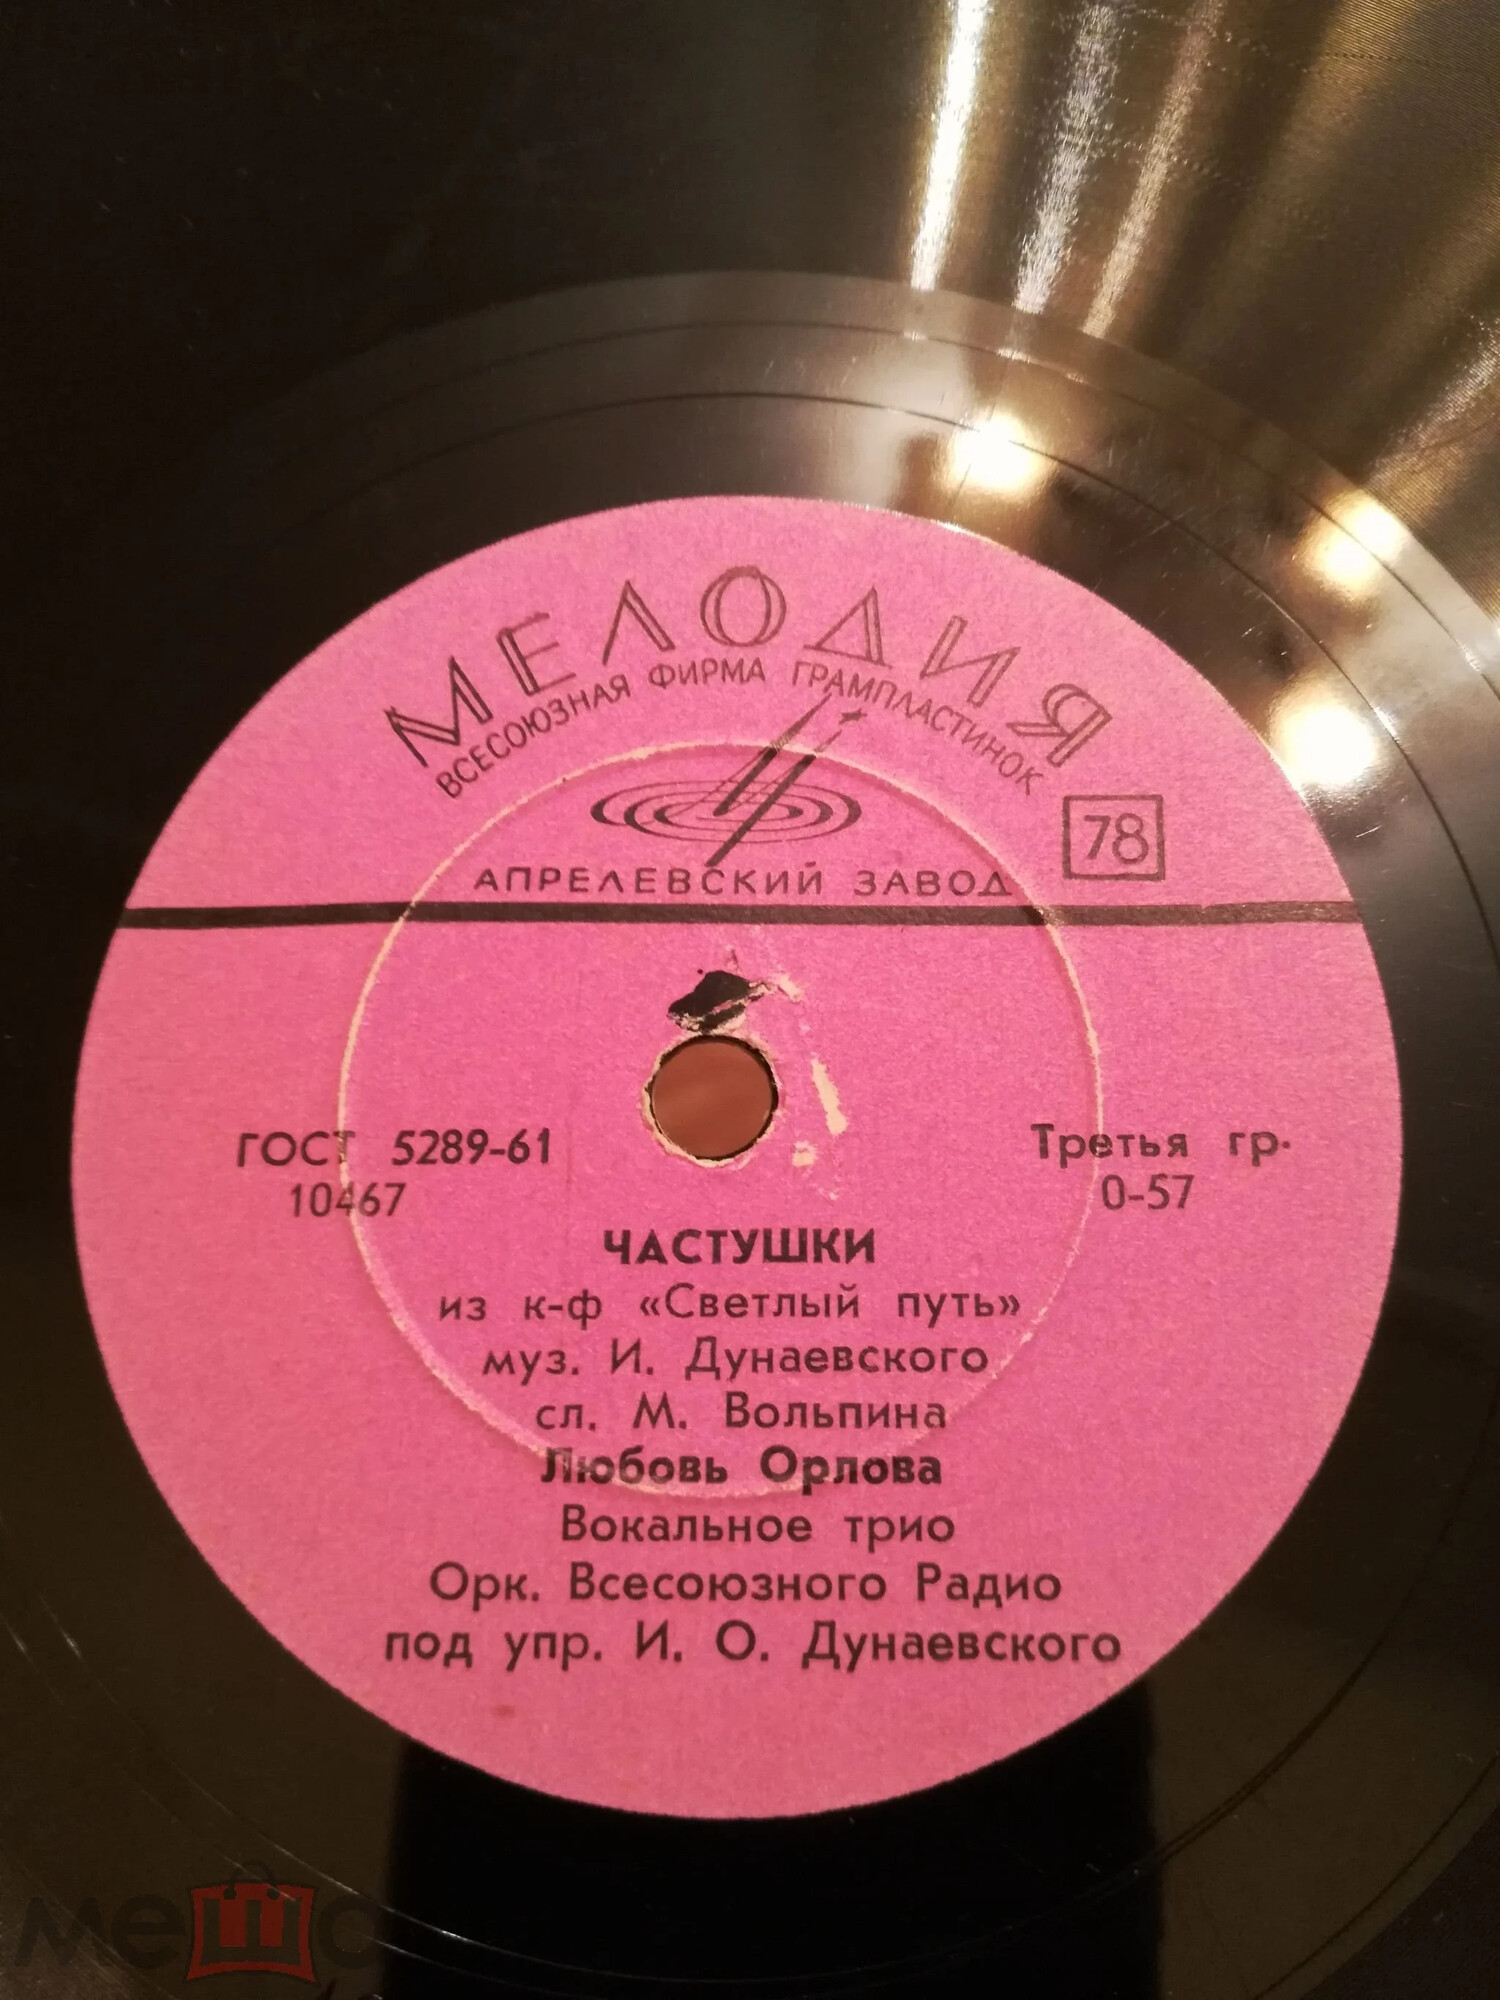 МЕЛОДИЯ
ВСЕСОЮЗНАЯ ФИРМА ГРАМПЛАСТИНОК
78
АПРЕЛЕВСКИЙ ЗАВОД
ГОСТ 5289-61
10467
Третья гр.
0-57
ЧАСТУШКИ
из к-ф «Светлый путь»
муз. И. Дунаевского
сл. М. Вольпина
Любовь Орлова
Вокальное трио
Орк. Всесоюзного Радио
под упр. И. О. Дунаевского
мешо